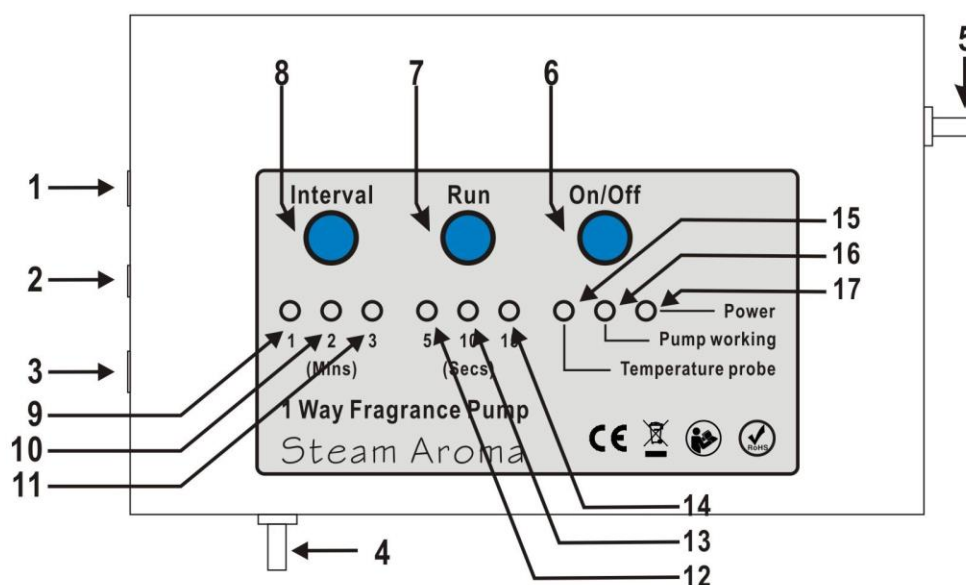 5
8 7 6
1
Interval Run On/Off
15
16
2
17
Power
Pump working
3
1 2 3 5 10
Temperature probe
(Mins) (Secs)
9
1 Way Fragrance Pump
10
Steam Aroma
CE
RoHS
11
14
13
4
12